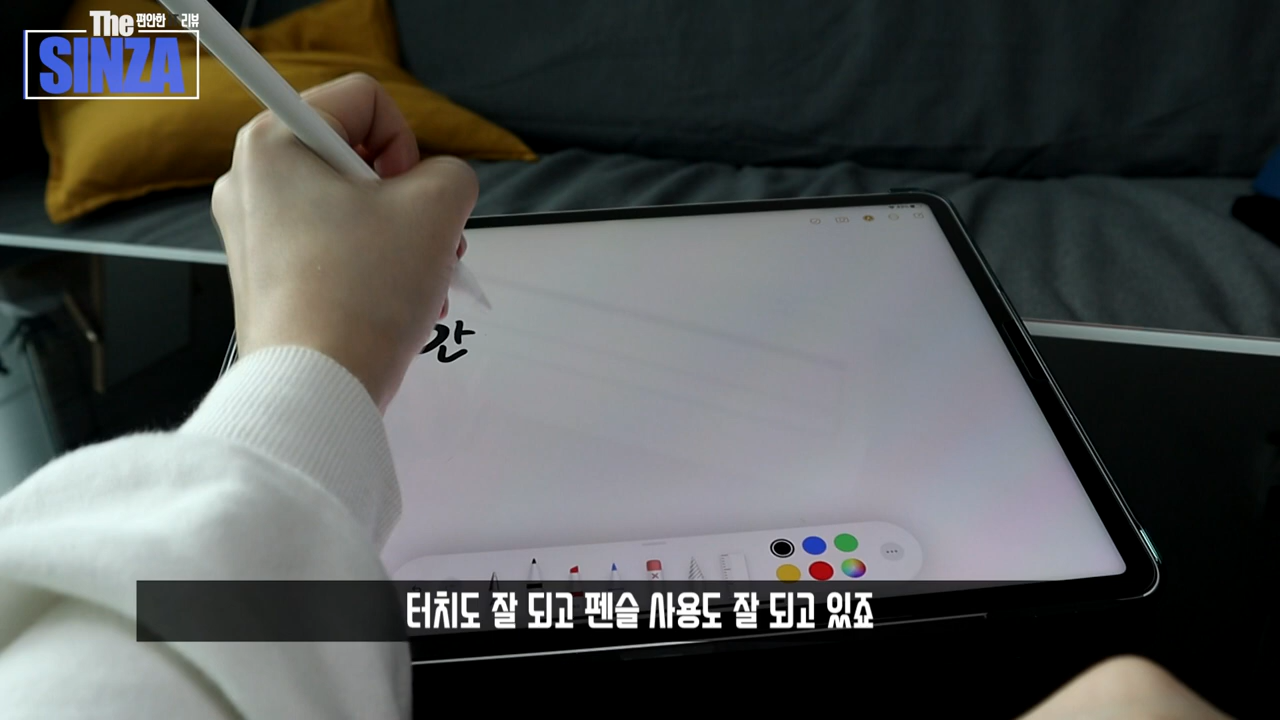 The 편안한 리뷰
SINZA
간
터치도 잘 되고 펜슬 사용도 잘 되고 있죠